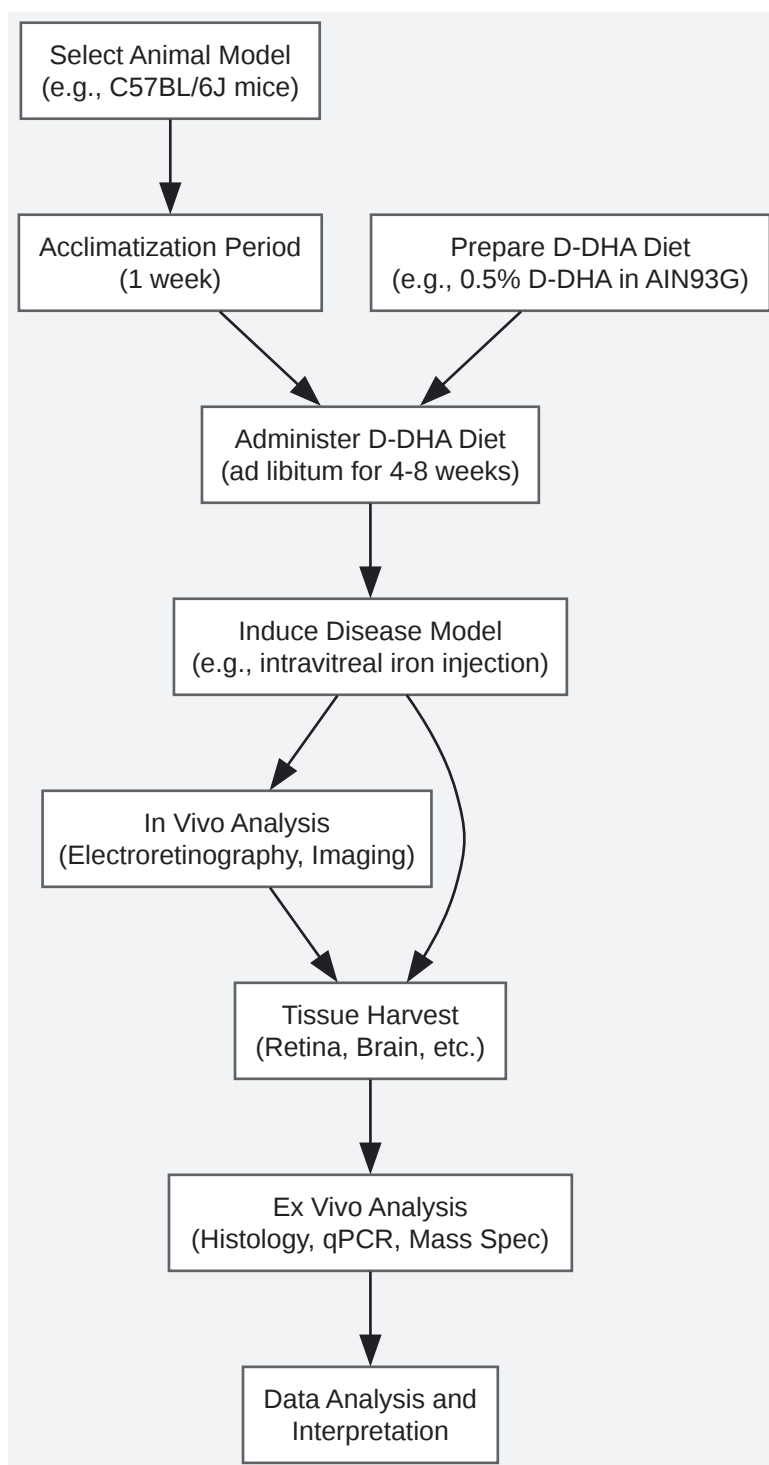 Select Animal Model
(e.g., C57BL/6J mice)
Acclimatization Period
(1 week)
Prepare D-DHA Diet
(e.g., 0.5% D-DHA in AIN93G)
Administer D-DHA Diet
(ad libitum for 4-8 weeks)
Induce Disease Model
(e.g., intravitreal iron injection)
In Vivo Analysis
(Electroretinography, Imaging)
Tissue Harvest
(Retina, Brain, etc.)
Ex Vivo Analysis
(Histology, qPCR, Mass Spec)
Data Analysis and
Interpretation